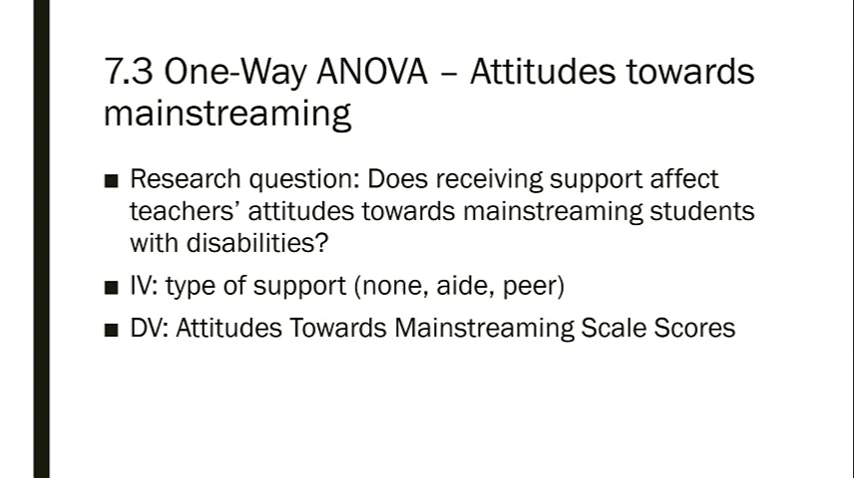 7.3 One-Way ANOVA – Attitudes towards
mainstreaming
■ Research question: Does receiving support affect
teachers’ attitudes towards mainstreaming students
with disabilities?
■ IV: type of support (none, aide, peer)
■ DV: Attitudes Towards Mainstreaming Scale Scores